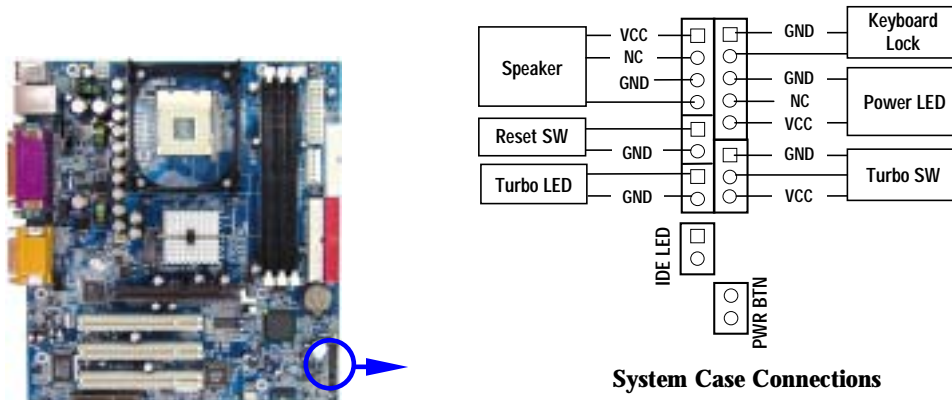 VCC
NC
GND
Speaker
Reset SW
GND
Turbo LED
GND
GND
Keyboard
Lock
GND
NC
VCC
Power LED
GND
Turbo SW
VCC
IDE LED
PWR BTN
System Case Connections